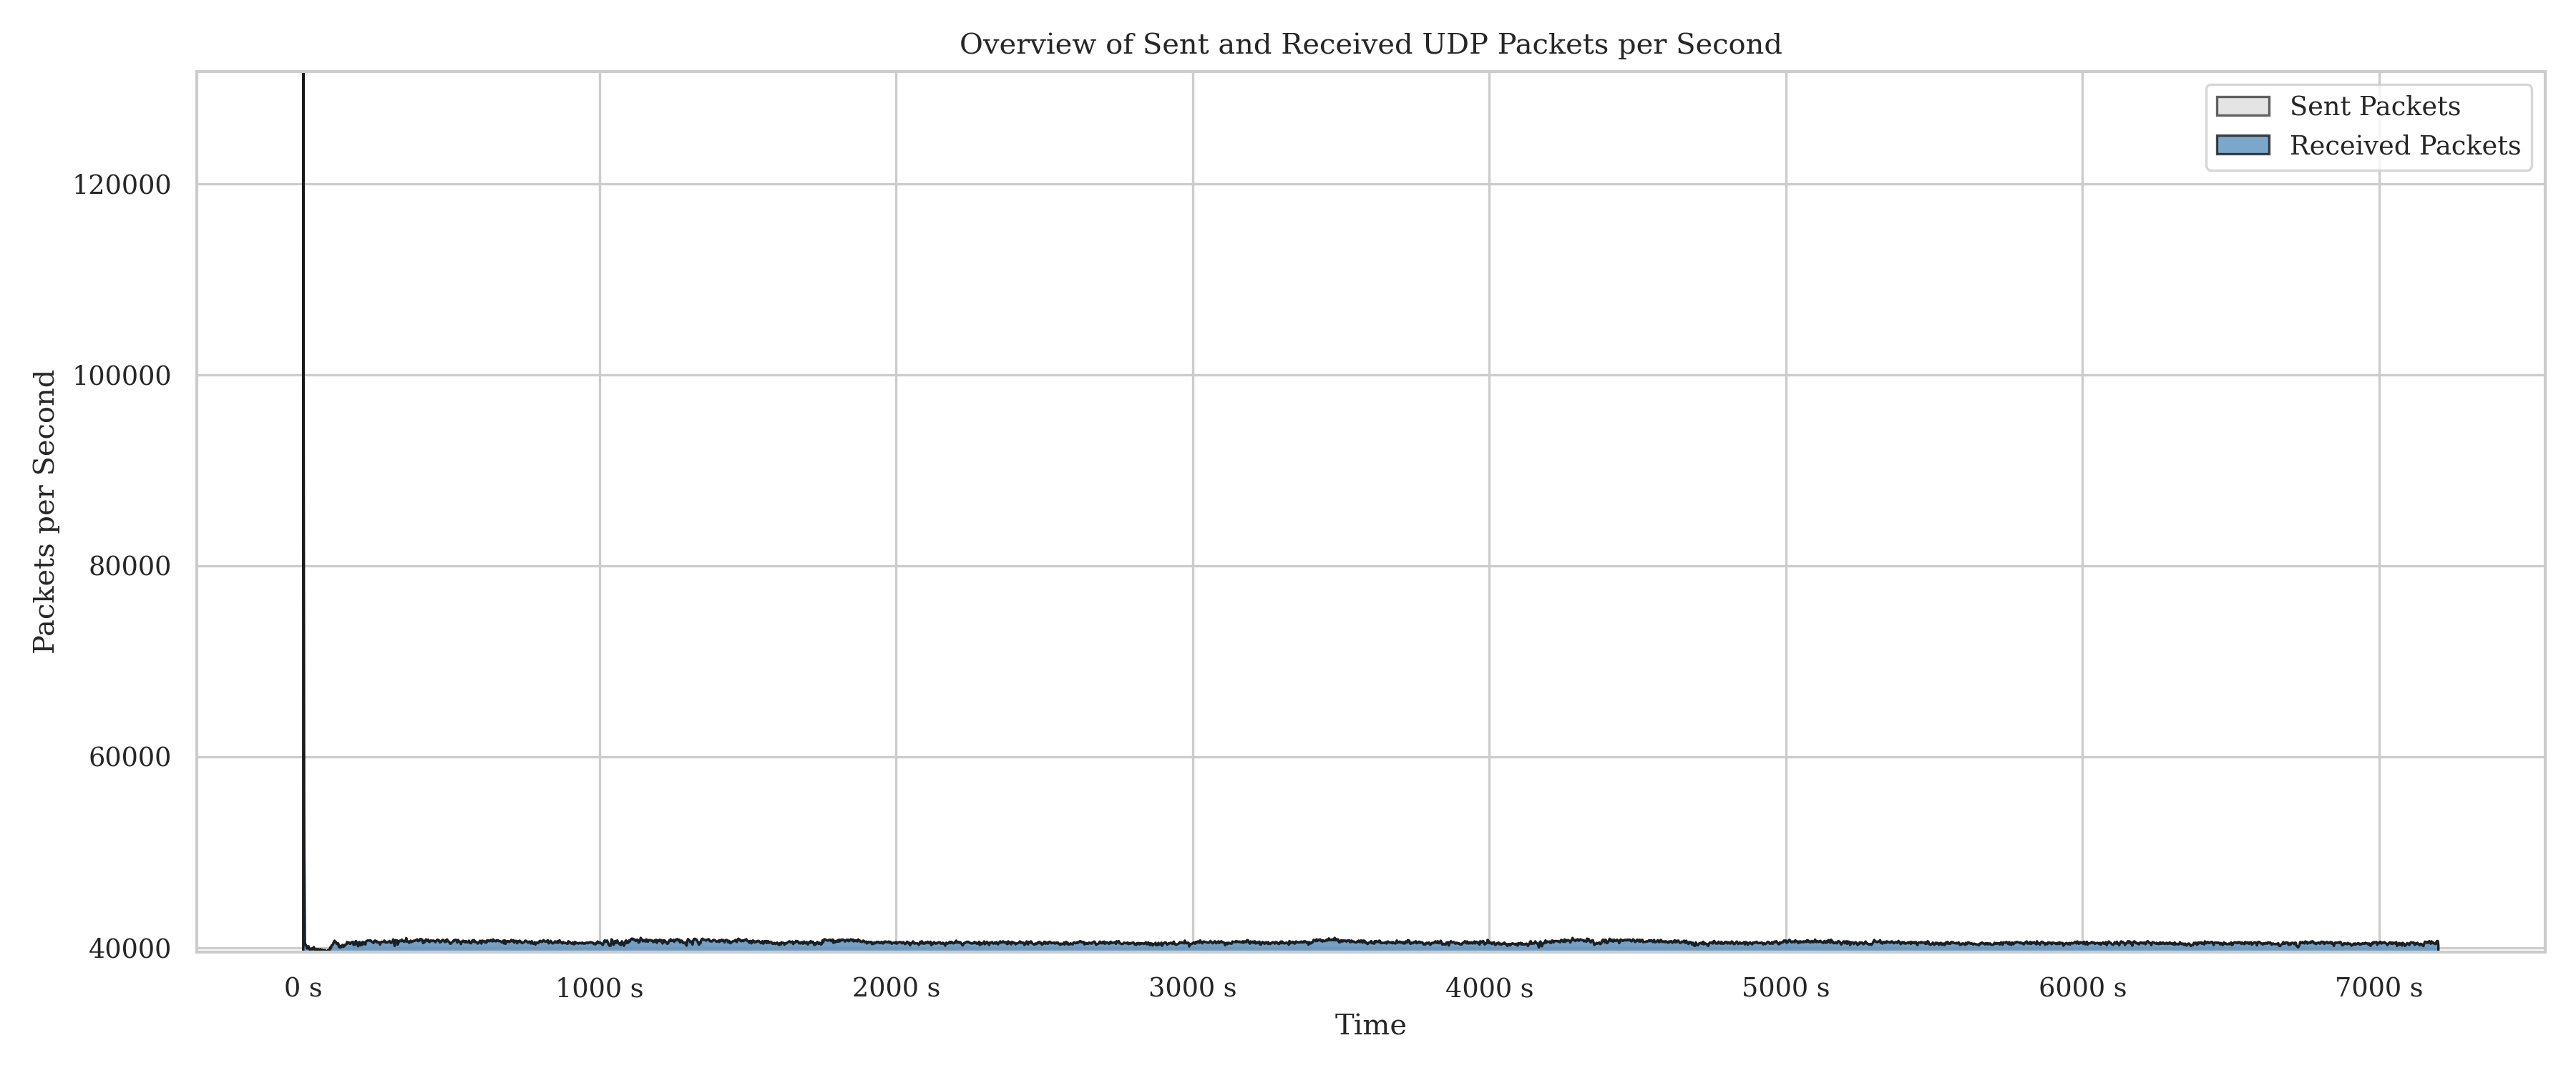 Overview of Sent and Received UDP Packets per Second
Sent Packets
Received Packets
Packets per Second
120000
100000
80000
60000
40000
0 s
1000 s
2000 s
3000 s
4000 s
5000 s
6000 s
7000 s
Time